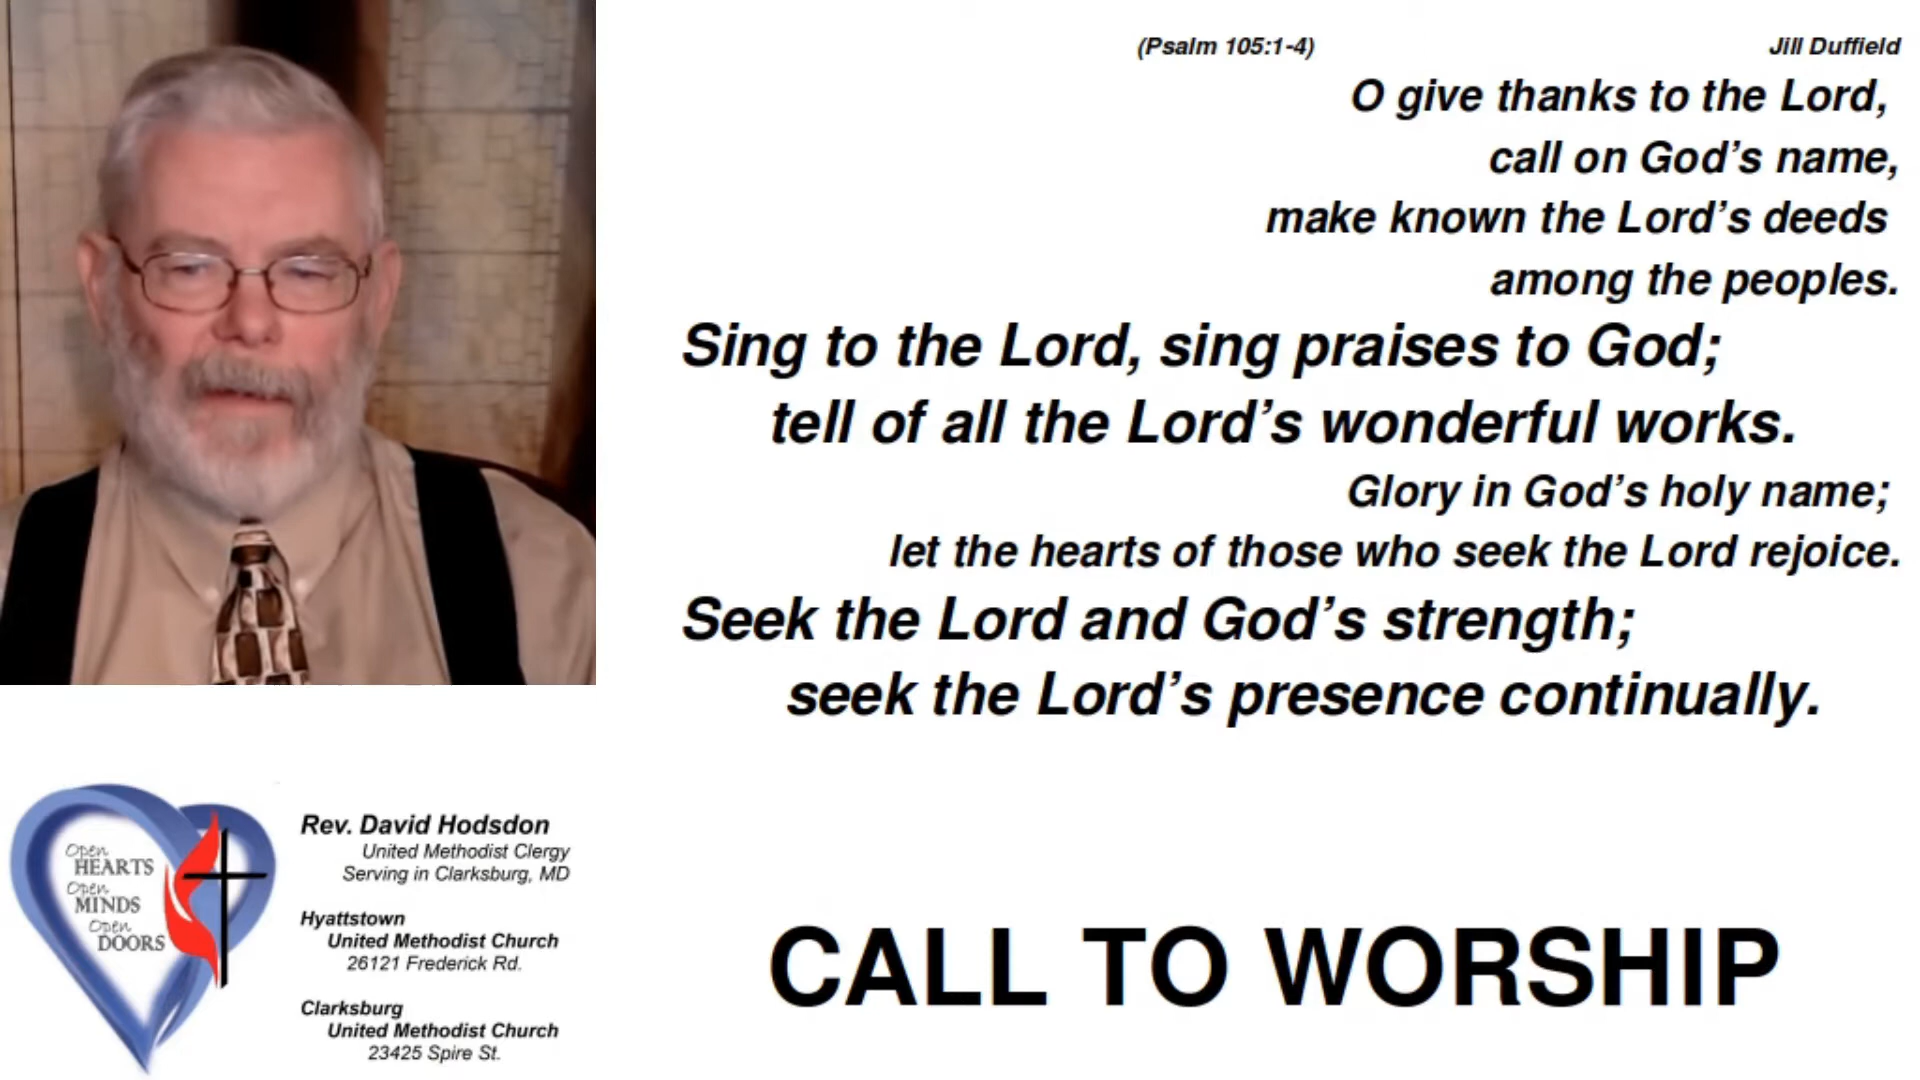 (Psalm 105:1-4) Jill Duffield
O give thanks to the Lord,
call on God’s name,
make known the Lord’s deeds
among the peoples.
Sing to the Lord, sing praises to God;
tell of all the Lord’s wonderful works.
Glory in God’s holy name;
let the hearts of those who seek the Lord rejoice.
Seek the Lord and God’s strength;
seek the Lord’s presence continually.
Open
HEARTS
Open
MINDS
Open
DOORS
Rev. David Hodsdon
United Methodist Clergy
Serving in Clarksburg, MD
Hyattstown
United Methodist Church
26121 Frederick Rd.
Clarksburg
United Methodist Church
23425 Spire St.
CALL TO WORSHIP